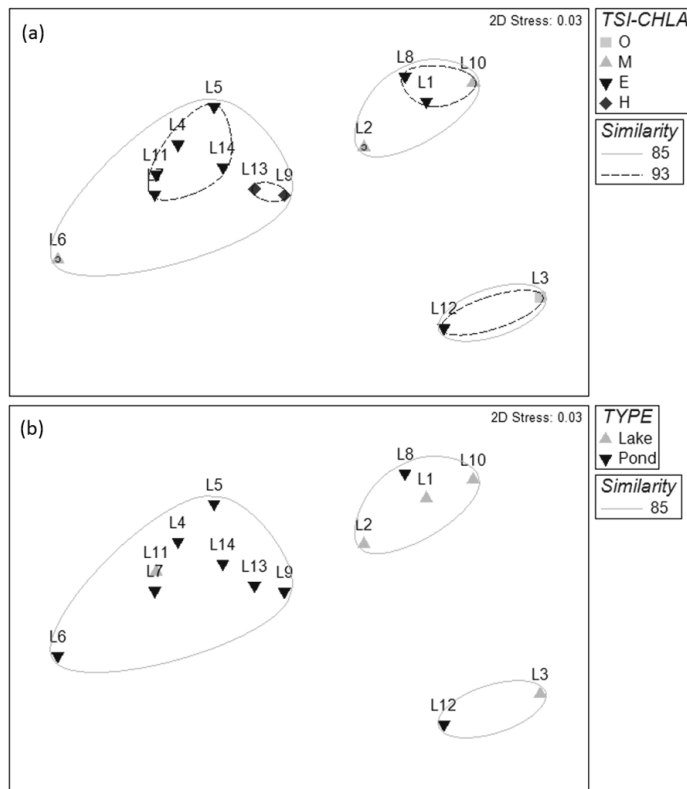 (a)
2D Stress: 0.03
TSI-CHLA
O
M
E
H
Similarity
85
93
L8
L10
L1
L2
L5
L4
L14
L11
L7
L13
L9
L6
L3
L12
(b)
2D Stress: 0.03
TYPE
Lake
Pond
Similarity
85
L8
L10
L1
L2
L5
L4
L14
L11
L7
L13
L9
L6
L3
L12